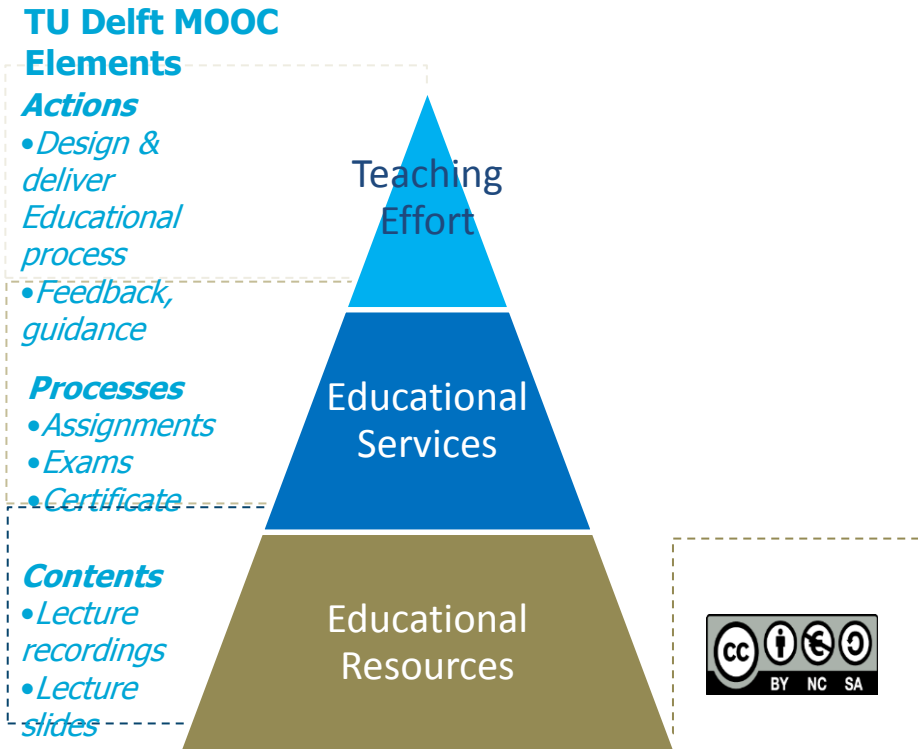 TU Delft MOOC
Elements
Actions
•Design &
deliver
Educational
process
•Feedback,
guidance
Processes
•Assignments
•Exams
•Certificate
Contents
•Lecture
recordings
•Lecture
slides
Teaching
Effort
Educational
Services
Educational
Resources
cc
BY NC SA